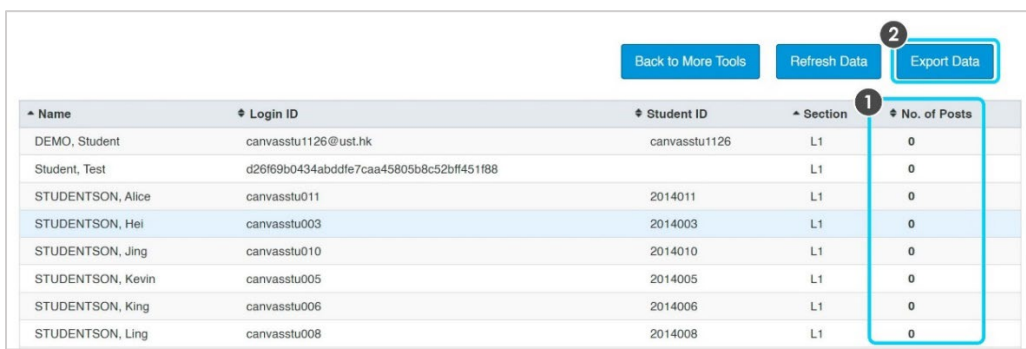 2
Back to More Tools Refresh Data Export Data
1
Name Login ID Student ID Section No. of Posts
DEMO, Student canvasstu1126@ust.hk canvasstu1126 L1 0
Student, Test d26f69b0434abddfe7caa45805b8c52bff451f88 L1 0
STUDENTSON, Alice canvasstu011 2014011 L1 0
STUDENTSON, Hei canvasstu003 2014003 L1 0
STUDENTSON, Jing canvasstu010 2014010 L1 0
STUDENTSON, Kevin canvasstu005 2014005 L1 0
STUDENTSON, King canvasstu006 2014006 L1 0
STUDENTSON, Ling canvasstu008 2014008 L1 0